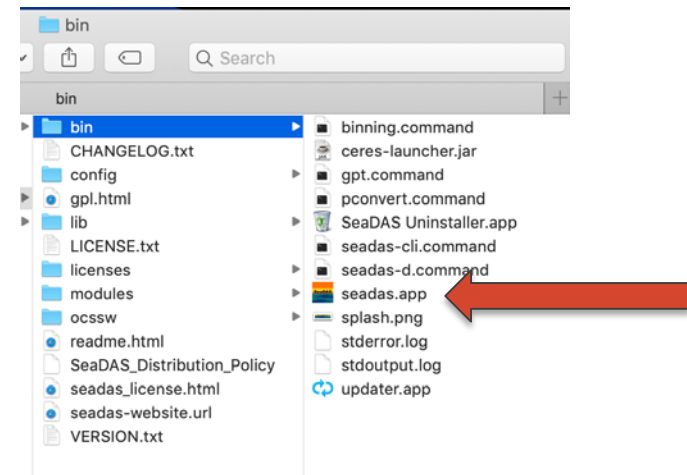 bin
Search
bin
bin
CHANGELOG.txt
config
gpl.html
lib
LICENSE.txt
licenses
modules
ocssw
readme.html
SeaDAS_Distribution_Policy
seadas_license.html
seadas-website.url
VERSION.txt
binning.command
ceres-launcher.jar
gpt.command
pconvert.command
SeaDAS Uninstaller.app
seadas-cli.command
seadas-d.command
seadas.app
splash.png
stderror.log
stdoutput.log
updater.app